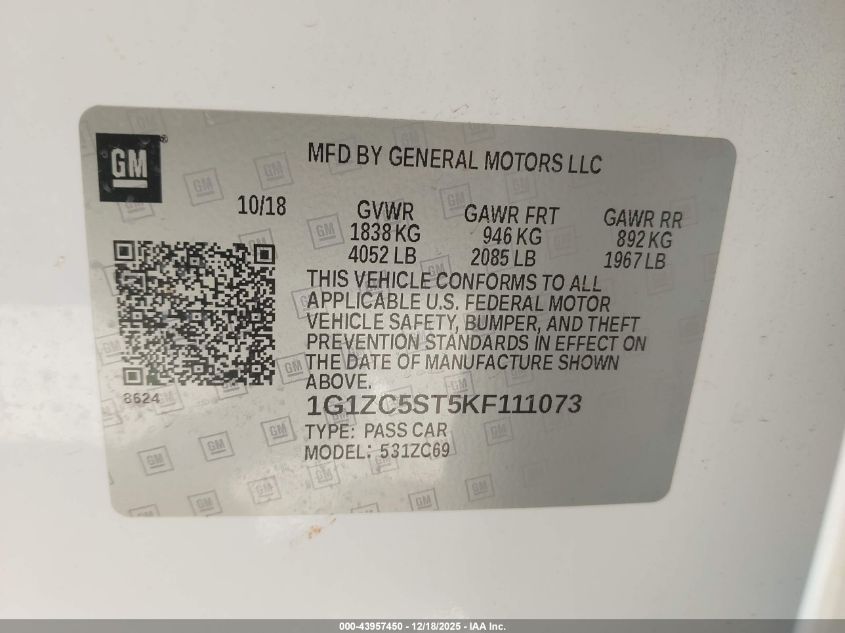 GM
MFD BY GENERAL MOTORS LLC
10/18
GVWR GAWR FRT GAWR RR
1838 KG 946 KG 892 KG
4052 LB 2085 LB 1967 LB
THIS VEHICLE CONFORMS TO ALL
APPLICABLE U.S. FEDERAL MOTOR
VEHICLE SAFETY, BUMPER, AND THEFT
PREVENTION STANDARDS IN EFFECT ON
THE DATE OF MANUFACTURE SHOWN
ABOVE.
8624
1G1ZC5ST5KF111073
TYPE: PASS CAR
MODEL: 531ZC69
000-43957450 - 12/18/2025 - IAA Inc.